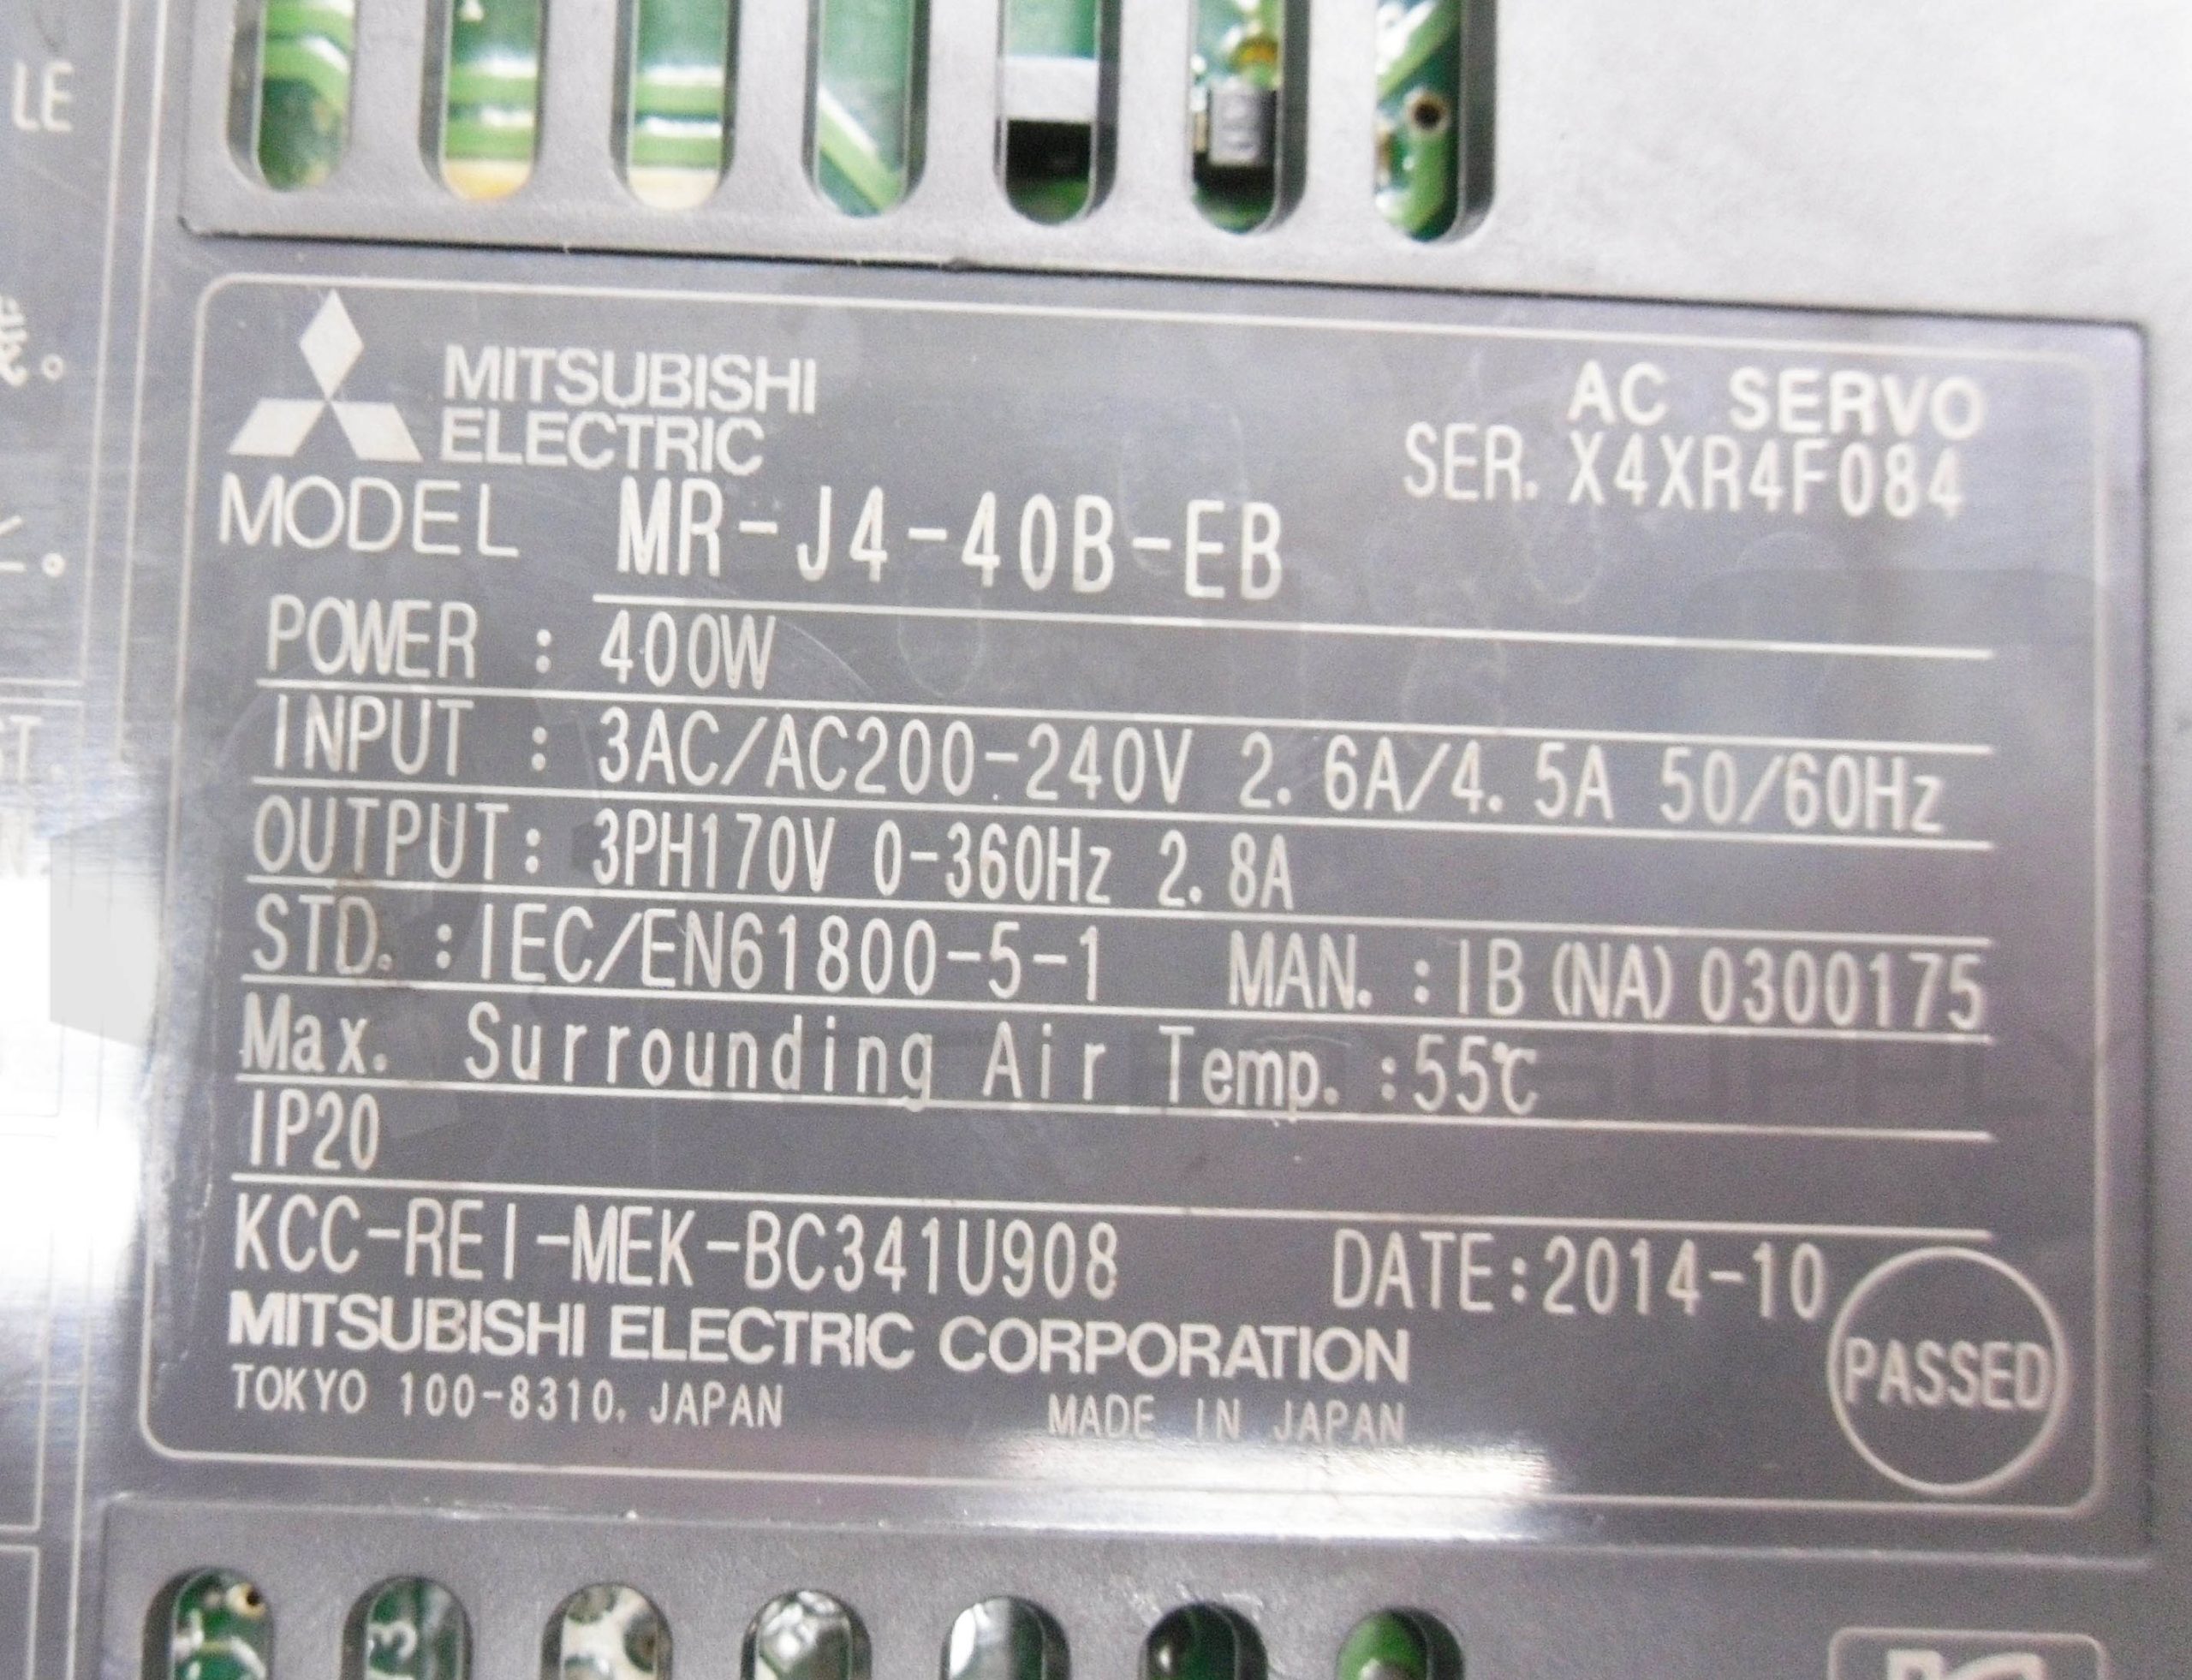 LE
MITSUBISHI
ELECTRIC
AC SERVO
SER. X4XR4F084
MODEL MR-J4-40B-EB
POWER : 400W
INPUT : 3AC/AC200-240V 2.6A/4.5A 50/60Hz
OUTPUT: 3PH170V 0-360Hz 2.8A
STD. : IEC/EN61800-5-1 MAN. : IB(NA)0300175
Max. Surrounding Air Temp. :55℃
IP20
KCC-REI-MEK-BC341U908 DATE:2014-10
PASSED
MITSUBISHI ELECTRIC CORPORATION
TOKYO 100-8310, JAPAN MADE IN JAPAN